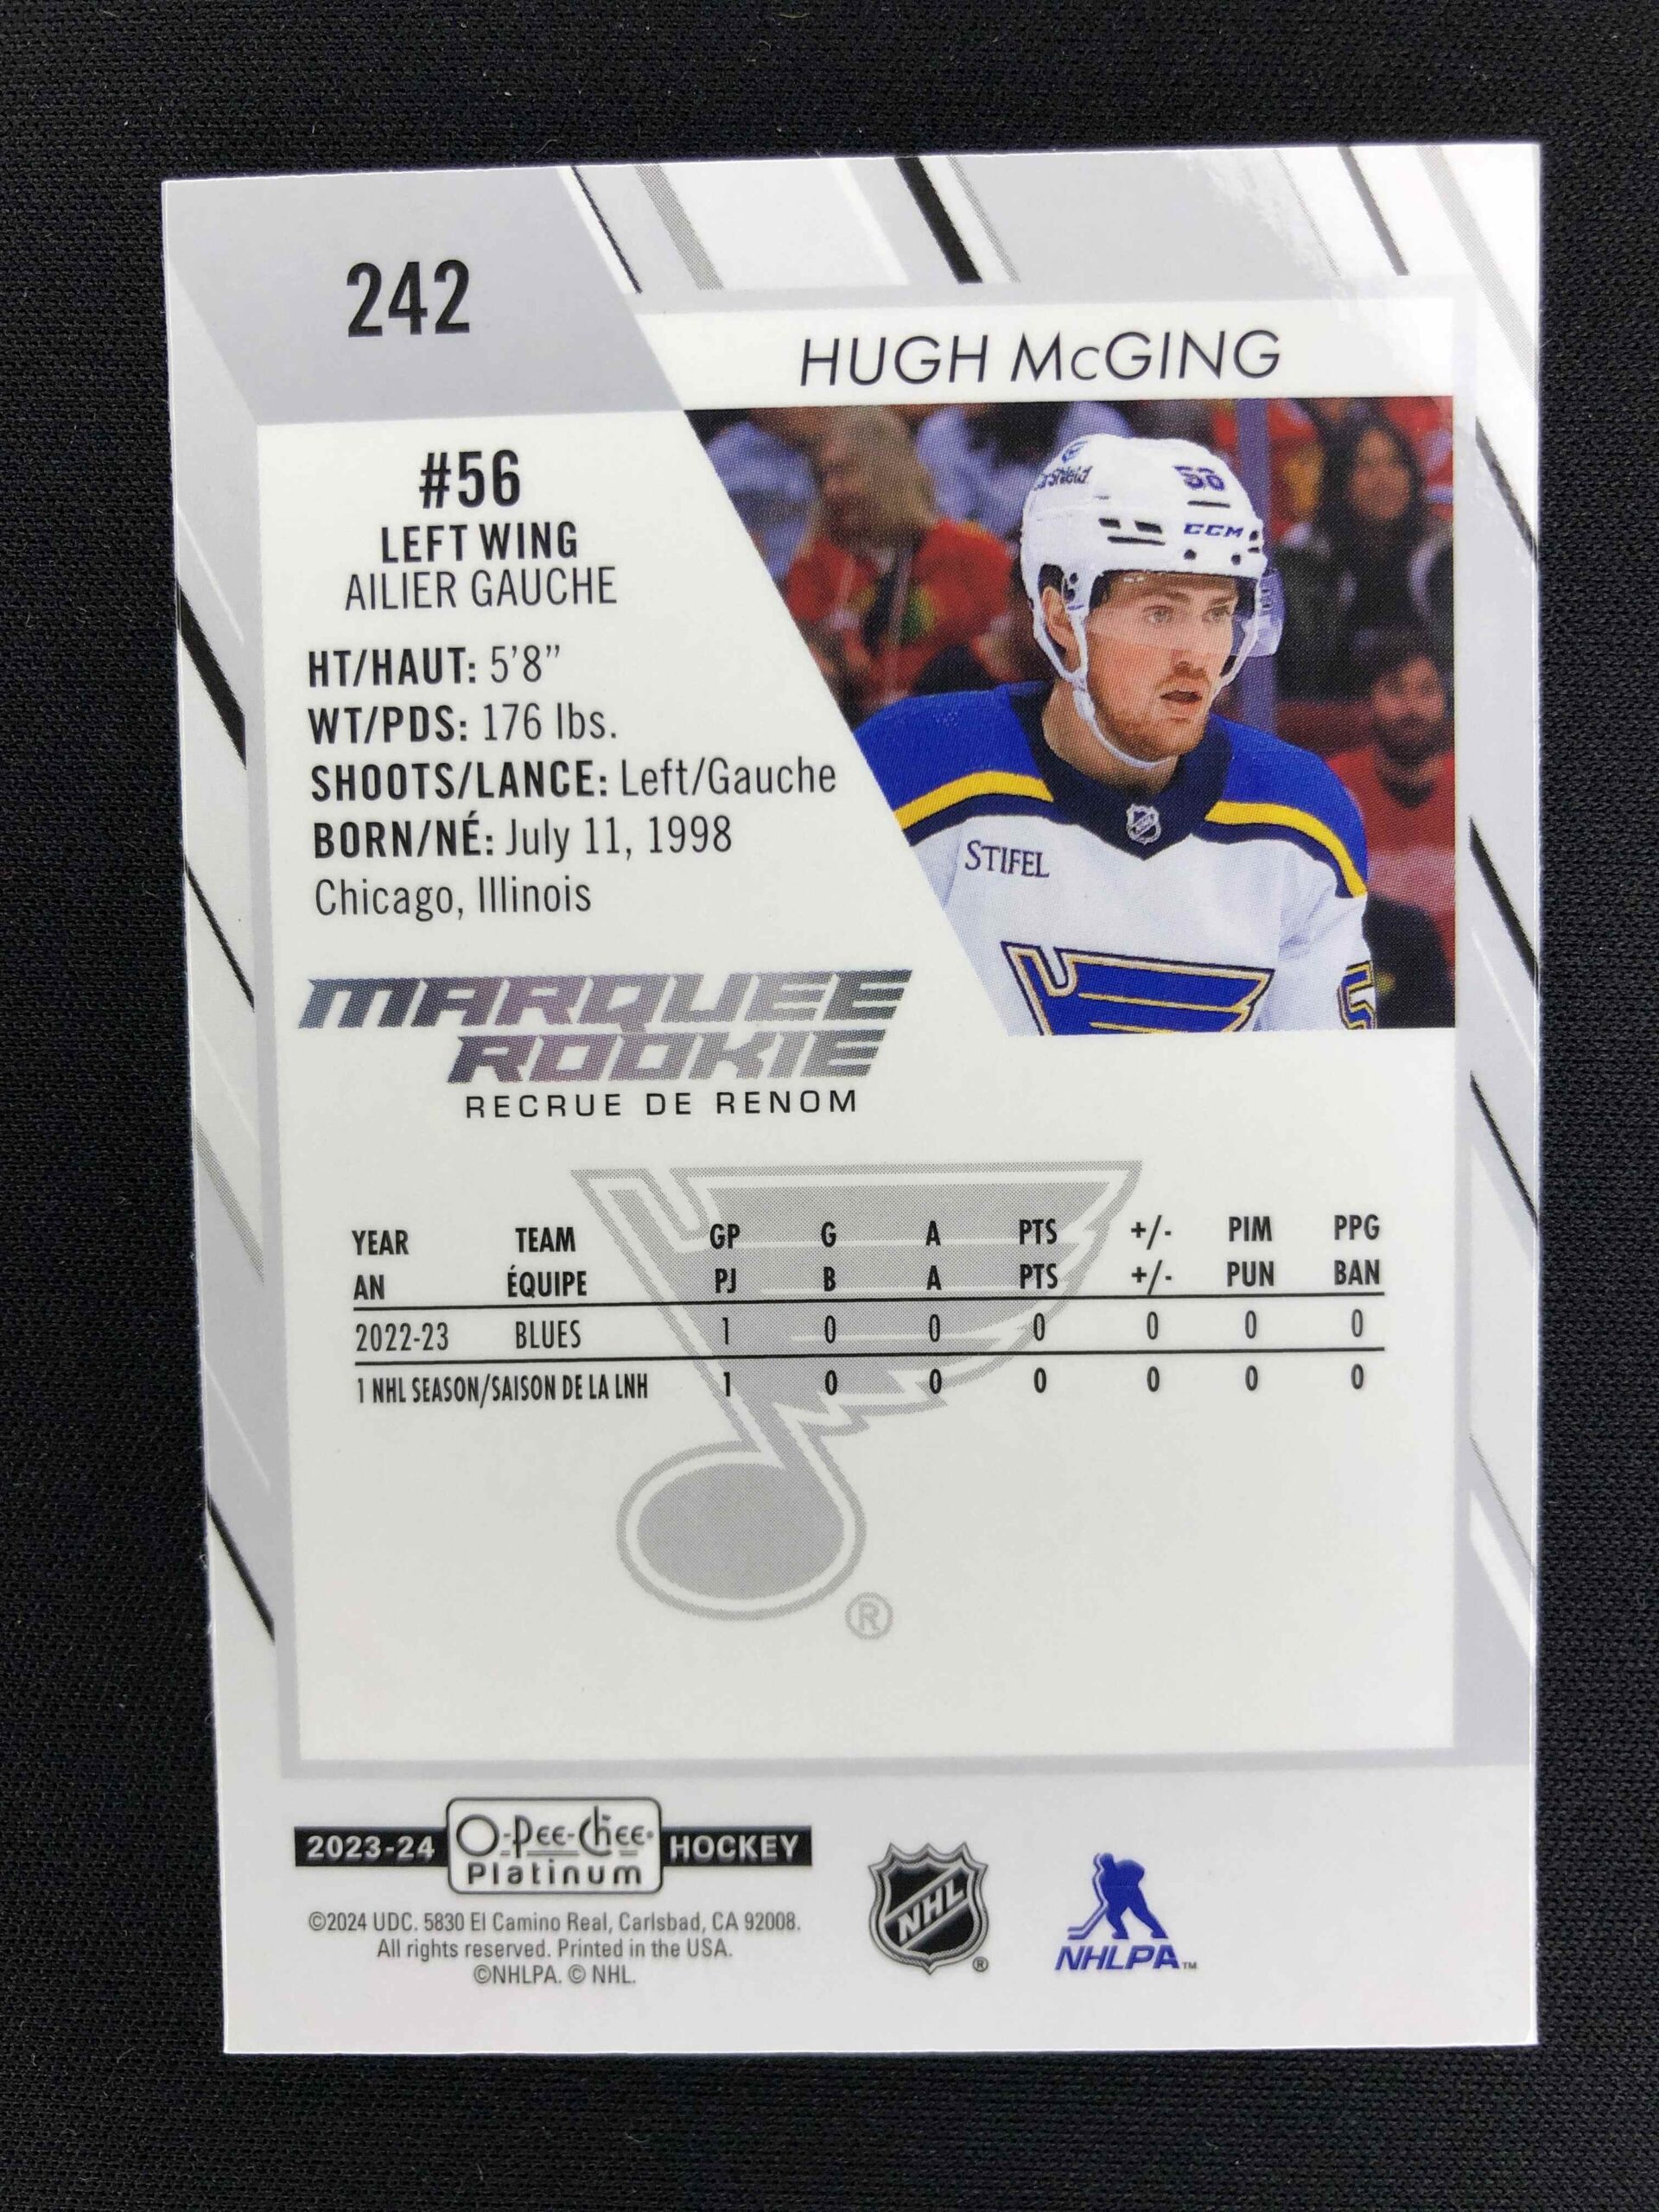 242
HUGH McGING
#56
LEFT WING
AILIER GAUCHE
HT/HAUT: 5'8"
WT/PDS: 176 lbs.
SHOOTS/LANCE: Left/Gauche
BORN/NÉ: July 11, 1998
Chicago, Illinois
56
CCM
STIFEL
MARQUEE
ROOKIE
RECRUE DE RENOM
YEAR TEAM GP G A PTS +/- PIM PPG
AN ÉQUIPE PJ B A PTS +/- PUN BAN
2022-23 BLUES 1 0 0 0 0 0 0
1 NHL SEASON/SAISON DE LA LNH 1 0 0 0 0 0 0
®
2023-24 O-Pee-Chee Platinum HOCKEY
©2024 UDC. 5830 El Camino Real, Carlsbad, CA 92008.
All rights reserved. Printed in the USA.
©NHLPA. © NHL.
NHL ®
NHLPA™